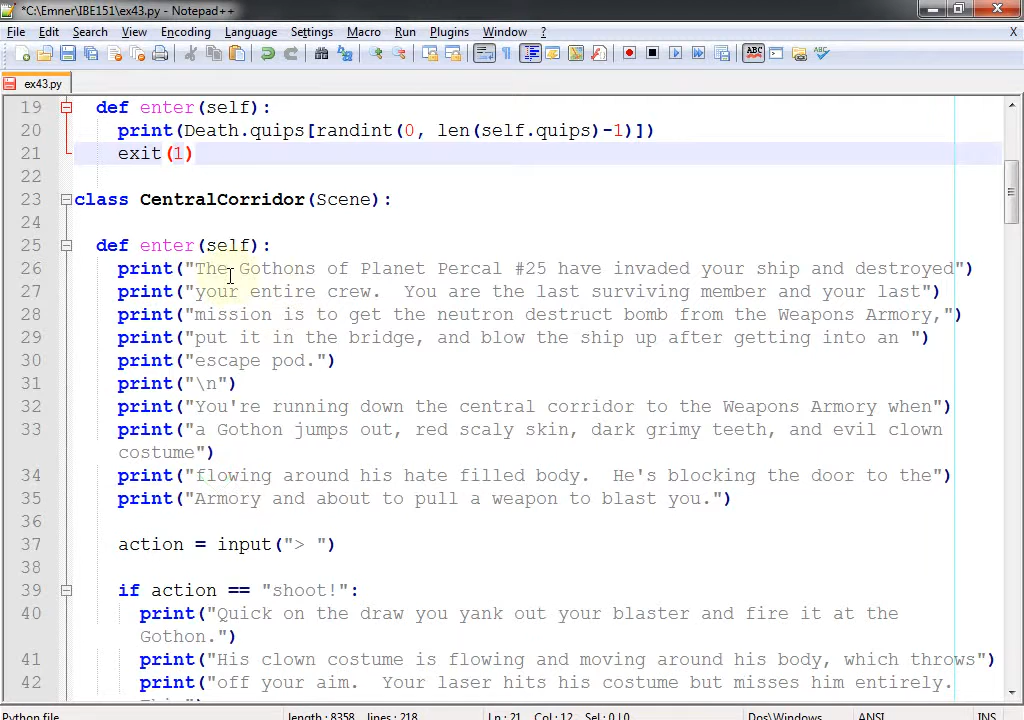 *C:\Emner\IBE151\ex43.py - Notepad++
File Edit Search View Encoding Language Settings Macro Run Plugins Window ? X
ex43.py
19 def enter(self):
20 print(Death.quips[randint(0, len(self.quips)-1)])
21 exit(1)
22
23 class CentralCorridor(Scene):
24
25 def enter(self):
26 print("The Gothons of Planet Percal #25 have invaded your ship and destroyed")
27 print("your entire crew.  You are the last surviving member and your last")
28 print("mission is to get the neutron destruct bomb from the Weapons Armory,")
29 print("put it in the bridge, and blow the ship up after getting into an ")
30 print("escape pod.")
31 print("\n")
32 print("You're running down the central corridor to the Weapons Armory when")
33 print("a Gothon jumps out, red scaly skin, dark grimy teeth, and evil clown
costume")
34 print("flowing around his hate filled body.  He's blocking the door to the")
35 print("Armory and about to pull a weapon to blast you.")
36
37 action = input("> ")
38
39 if action == "shoot!":
40 print("Quick on the draw you yank out your blaster and fire it at the
Gothon.")
41 print("His clown costume is flowing and moving around his body, which throws")
42 print("off your aim.  Your laser hits his costume but misses him entirely.
Python file length : 8358 lines : 218 Ln : 21 Col : 12 Sel : 0 | 0 Dos\Windows ANSI INS